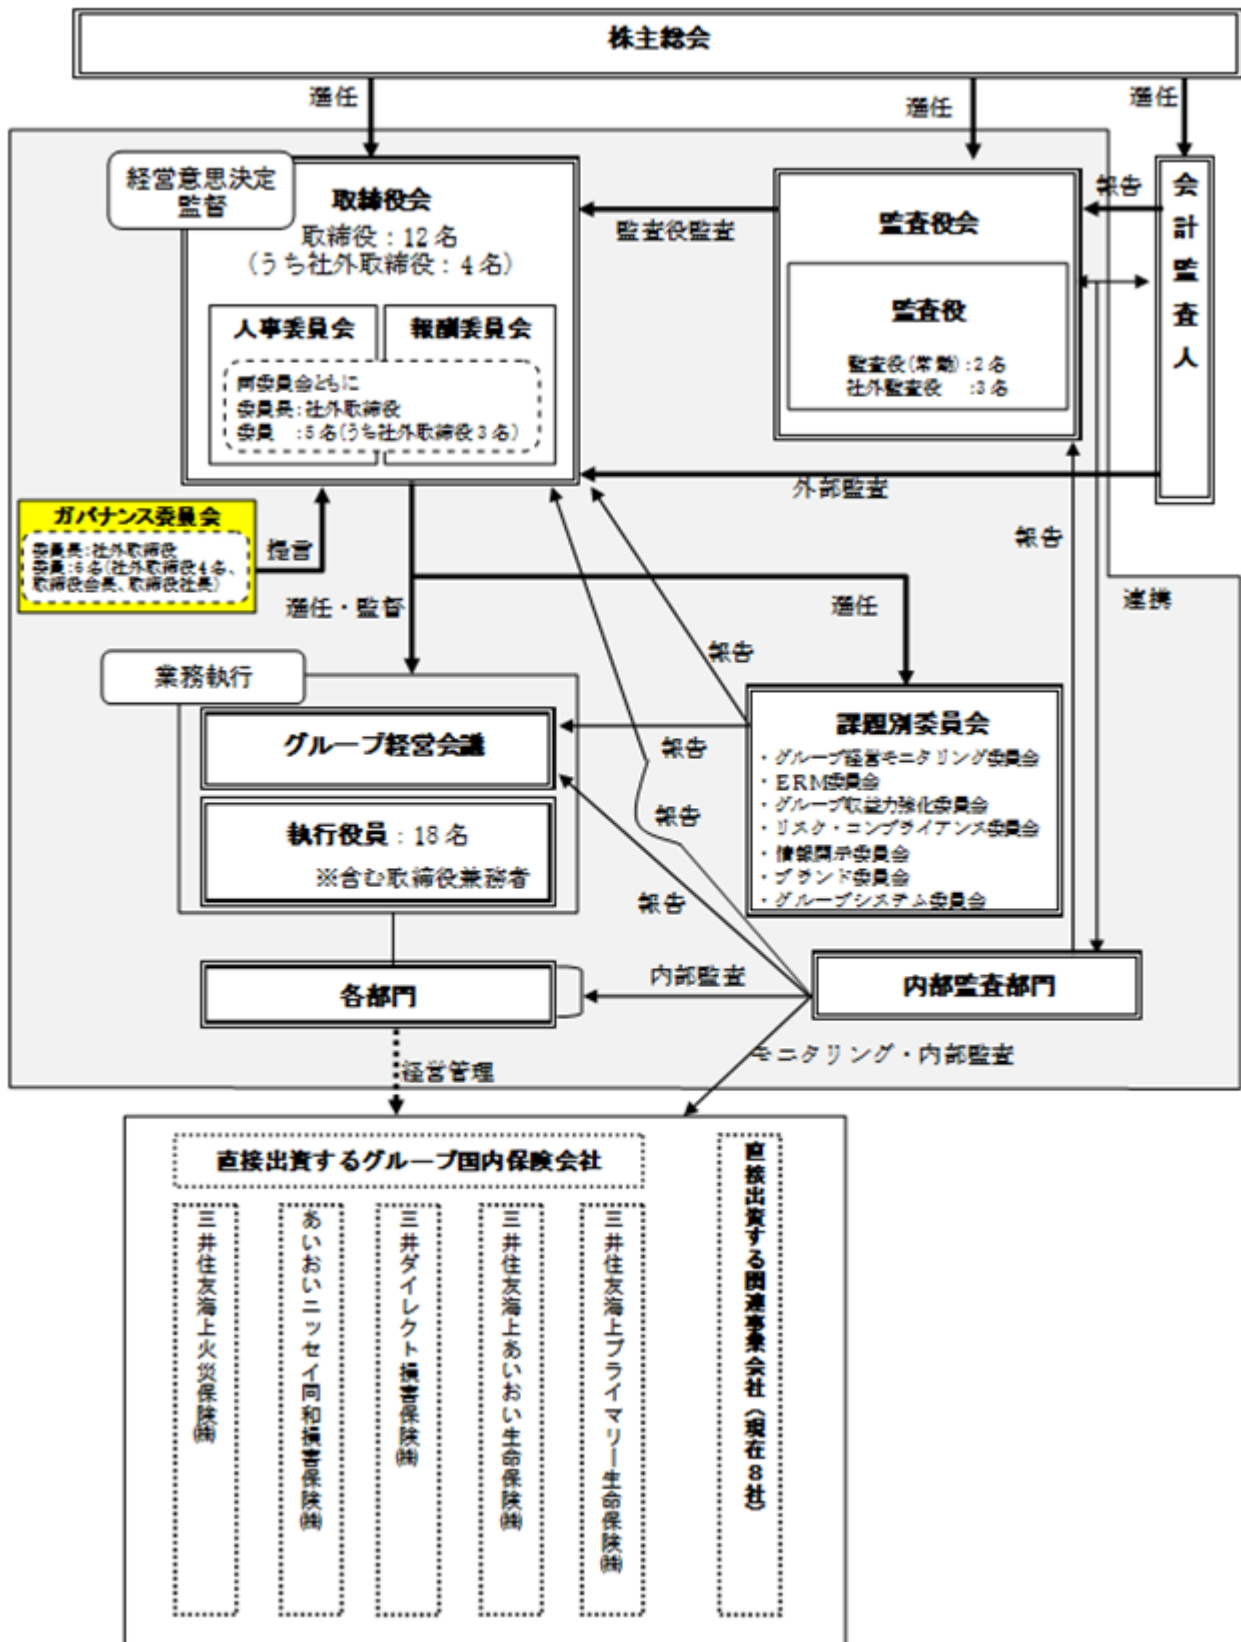 株主総会
選任
選任
選任
経営意思決定
監督
取締役会
取締役：12名
(うち社外取締役：4名)
人事委員会
報酬委員会
両委員会ともに
委員長：社外取締役
委員　：5名(うち社外取締役3名)
監査役監査
監査役会
監査役
監査役(常勤)：2名
社外監査役　：3名
報告
会計監査人
外部監査
ガバナンス委員会
委員長：社外取締役
委員：6名(社外取締役4名、
取締役会長、取締役社長)
提言
選任・監督
選任
報告
報告
連携
業務執行
グループ経営会議
執行役員：18名
※含む取締役兼務者
報告
報告
報告
課題別委員会
・グループ経営モニタリング委員会
・ＥＲＭ委員会
・グループ収益力強化委員会
・リスク・コンプライアンス委員会
・情報開示委員会
・ブランド委員会
・グループシステム委員会
各部門
内部監査
内部監査部門
経営管理
モニタリング・内部監査
直接出資するグループ国内保険会社
三井住友海上火災保険㈱
あいおいニッセイ同和損害保険㈱
三井ダイレクト損害保険㈱
三井住友海上あいおい生命保険㈱
三井住友海上プライマリー生命保険㈱
直接出資する関連事業会社（現在８社）